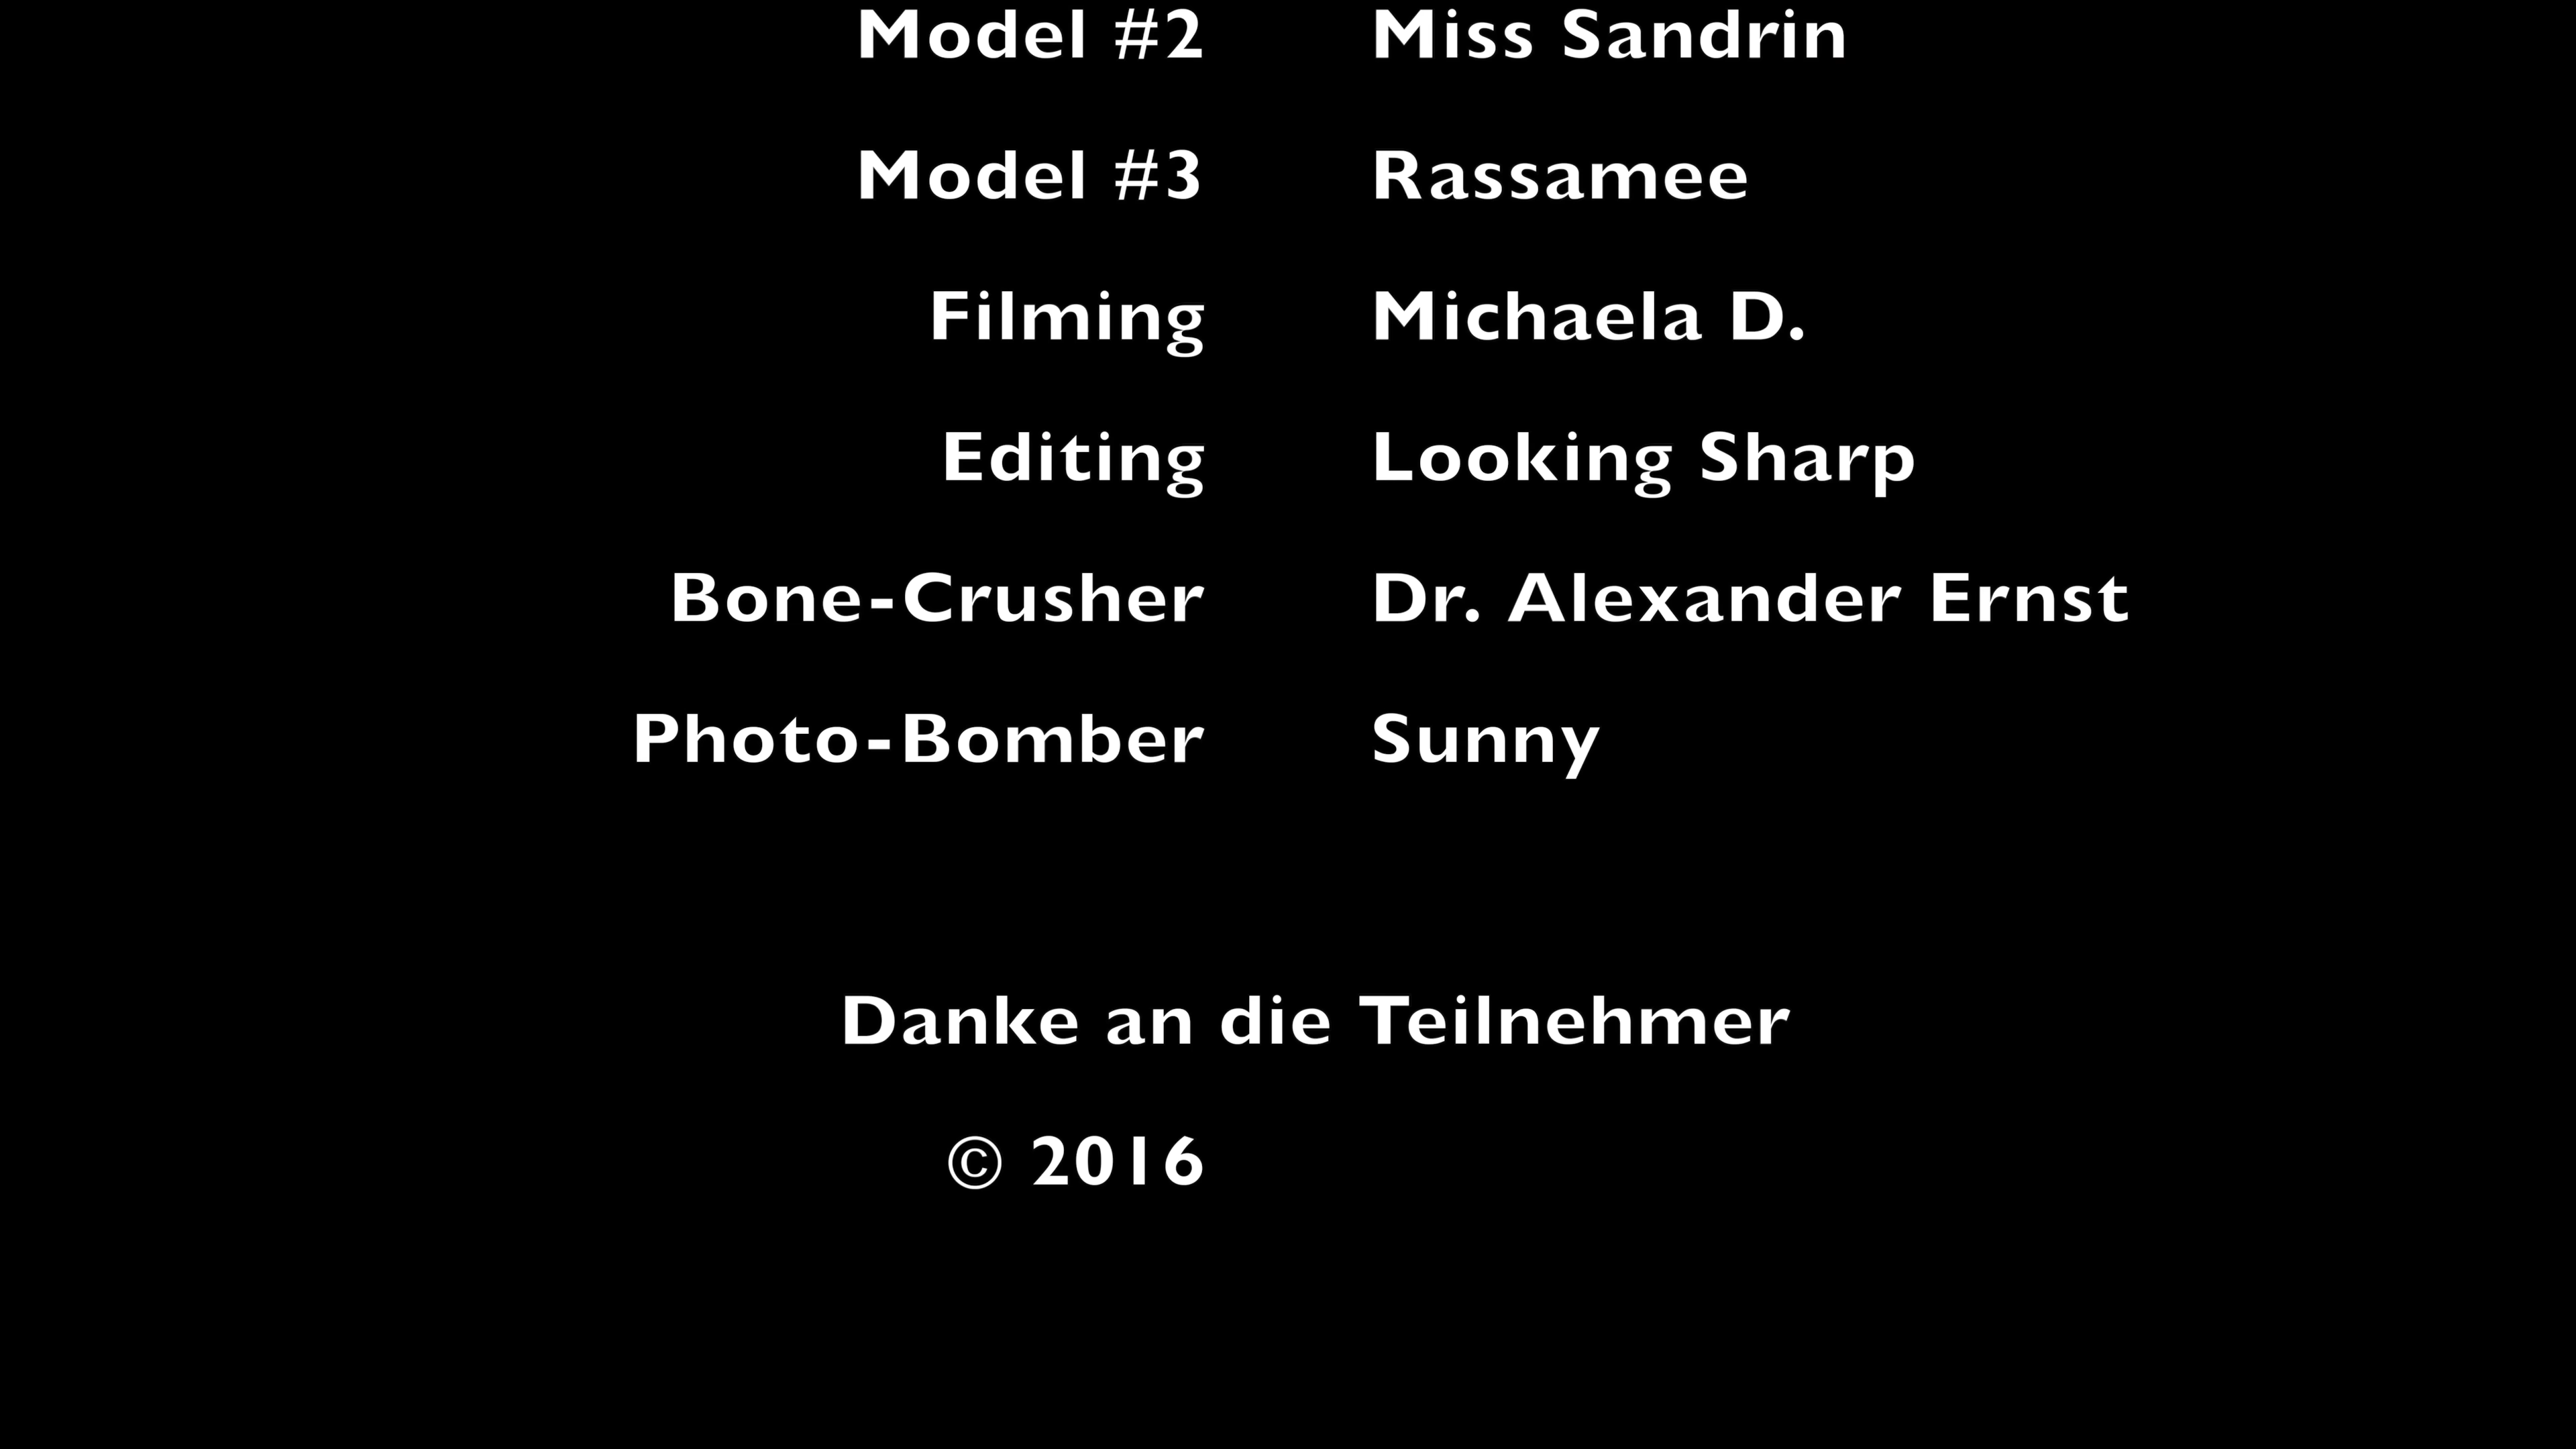 Model #2 Miss Sandrin
Model #3 Rassamee
Filming Michaela D.
Editing Looking Sharp
Bone-Crusher Dr. Alexander Ernst
Photo-Bomber Sunny
Danke an die Teilnehmer
© 2016